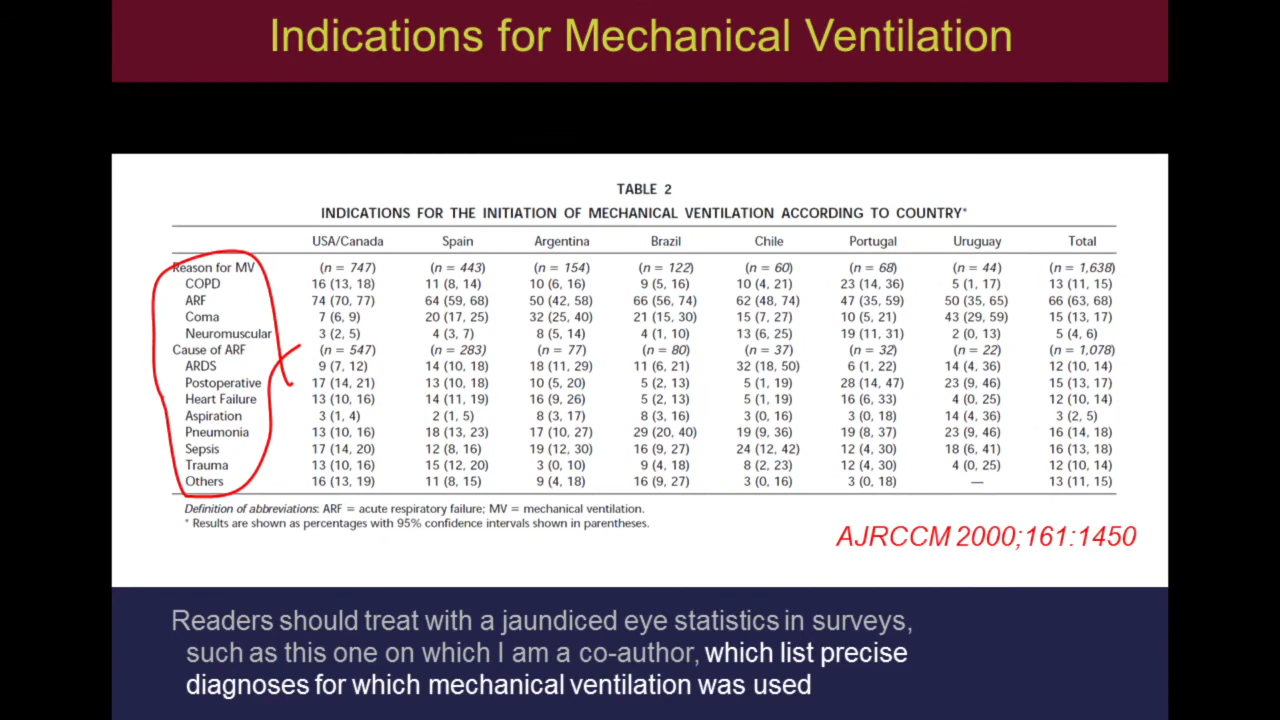 Indications for Mechanical Ventilation
TABLE 2
INDICATIONS FOR THE INITIATION OF MECHANICAL VENTILATION ACCORDING TO COUNTRY*
USA/Canada Spain Argentina Brazil Chile Portugal Uruguay Total
Reason for MV (n = 747) (n = 443) (n = 154) (n = 122) (n = 60) (n = 68) (n = 44) (n = 1,638)
COPD 16 (13, 18) 11 (8, 14) 10 (6, 16) 9 (5, 16) 10 (4, 21) 23 (14, 36) 5 (1, 17) 13 (11, 15)
ARF 74 (70, 77) 64 (59, 68) 50 (42, 58) 66 (56, 74) 62 (48, 74) 47 (35, 59) 50 (35, 65) 66 (63, 68)
Coma 7 (6, 9) 20 (17, 25) 32 (25, 40) 21 (15, 30) 15 (7, 27) 10 (5, 21) 43 (29, 59) 15 (13, 17)
Neuromuscular 3 (2, 5) 4 (3, 7) 8 (5, 14) 4 (1, 10) 13 (6, 25) 19 (11, 31) 2 (0, 13) 5 (4, 6)
Cause of ARF (n = 547) (n = 283) (n = 77) (n = 80) (n = 37) (n = 32) (n = 22) (n = 1,078)
ARDS 9 (7, 12) 14 (10, 18) 18 (11, 29) 11 (6, 21) 32 (18, 50) 6 (1, 22) 14 (4, 36) 12 (10, 14)
Postoperative 17 (14, 21) 13 (10, 18) 10 (5, 20) 5 (2, 13) 5 (1, 19) 28 (14, 47) 23 (9, 46) 15 (13, 17)
Heart Failure 13 (10, 16) 14 (11, 19) 16 (9, 26) 5 (2, 13) 5 (1, 19) 16 (6, 33) 4 (0, 25) 12 (10, 14)
Aspiration 3 (1, 4) 2 (1, 5) 8 (3, 17) 8 (3, 16) 3 (0, 16) 3 (0, 18) 14 (4, 36) 3 (2, 5)
Pneumonia 13 (10, 16) 18 (13, 23) 17 (10, 27) 29 (20, 40) 19 (9, 36) 19 (8, 37) 23 (9, 46) 16 (14, 18)
Sepsis 17 (14, 20) 12 (8, 16) 19 (12, 30) 16 (9, 27) 24 (12, 42) 12 (4, 30) 18 (6, 41) 16 (13, 18)
Trauma 13 (10, 16) 15 (12, 20) 3 (0, 10) 9 (4, 18) 8 (2, 23) 12 (4, 30) 4 (0, 25) 12 (10, 14)
Others 16 (13, 19) 11 (8, 15) 9 (4, 18) 16 (9, 27) 3 (0, 16) 3 (0, 18) — 13 (11, 15)
Definition of abbreviations: ARF = acute respiratory failure; MV = mechanical ventilation.
* Results are shown as percentages with 95% confidence intervals shown in parentheses.
AJRCCM 2000;161:1450
Readers should treat with a jaundiced eye statistics in surveys,
such as this one on which I am a co-author, which list precise
diagnoses for which mechanical ventilation was used